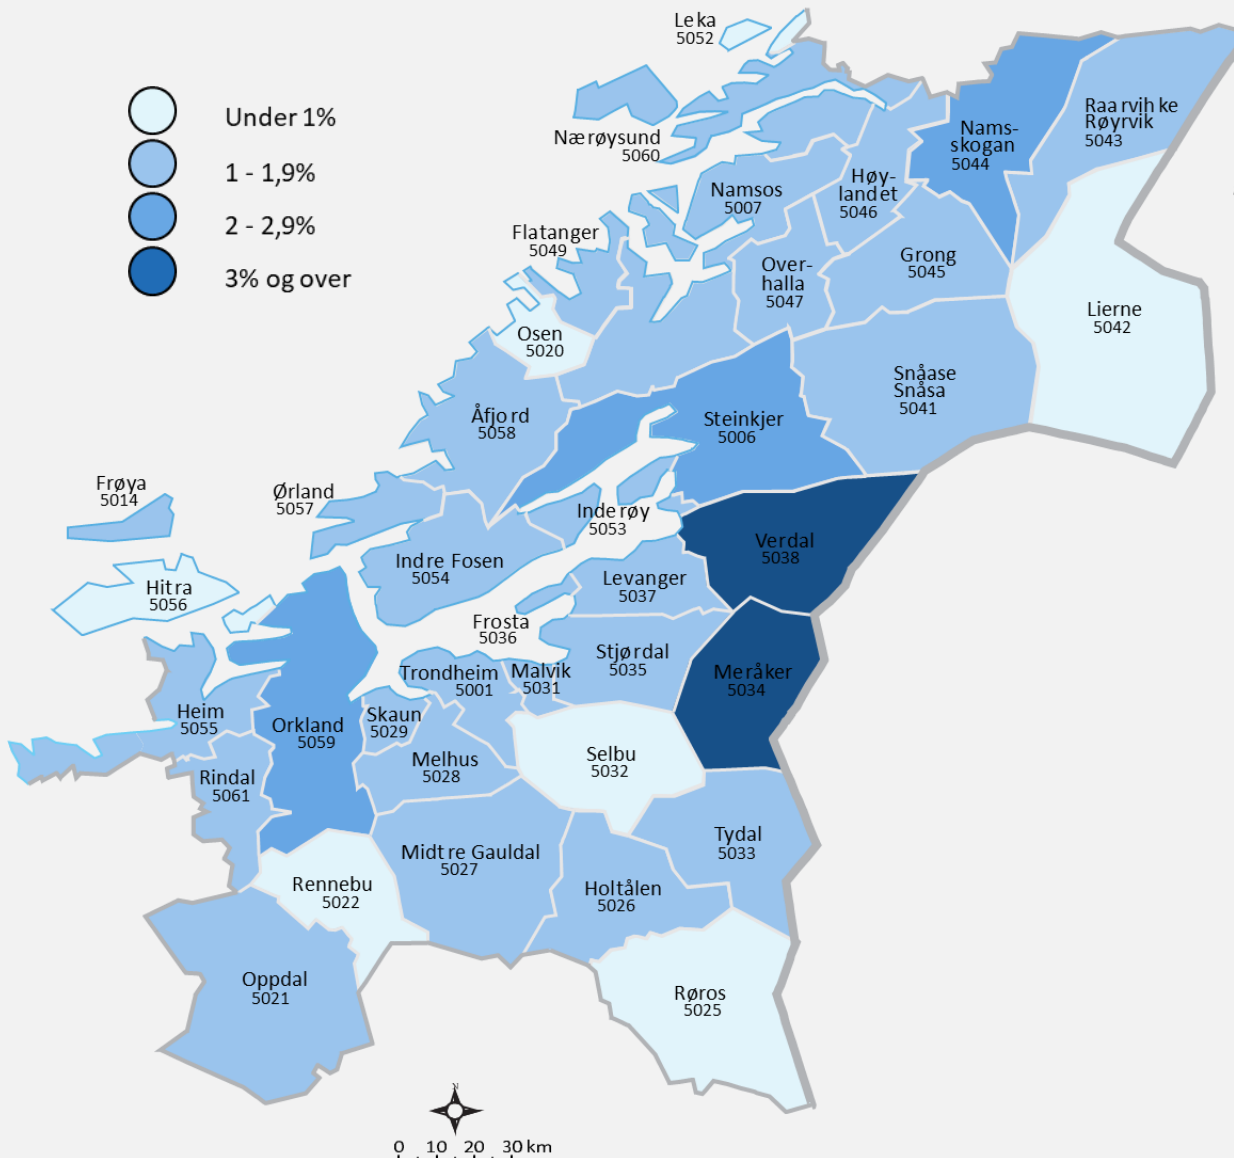 Under 1%
1 - 1,9%
2 - 2,9%
3% og over
Leka
5052
Nærøysund
5060
Raarvihke
Røyrvik
5043
Nams-
skogan
5044
Høy-
landet
5046
Namsos
5007
Flatanger
5049
Grong
5045
Over-
halla
5047
Lierne
5042
Osen
5020
Snåase
Snåsa
5041
Åfjord
5058
Steinkjer
5006
Frøya
5014
Ørland
5057
Inderøy
5053
Verdal
5038
Indre Fosen
5054
Levanger
5037
Hitra
5056
Frosta
5036
Stjørdal
5035
Meråker
5034
Trondheim
5001
Malvik
5031
Heim
5055
Orkland
5059
Skaun
5029
Selbu
5032
Melhus
5028
Rindal
5061
Tydal
5033
Midtre Gauldal
5027
Rennebu
5022
Holtålen
5026
Oppdal
5021
Røros
5025
N
0 10 20 30 km